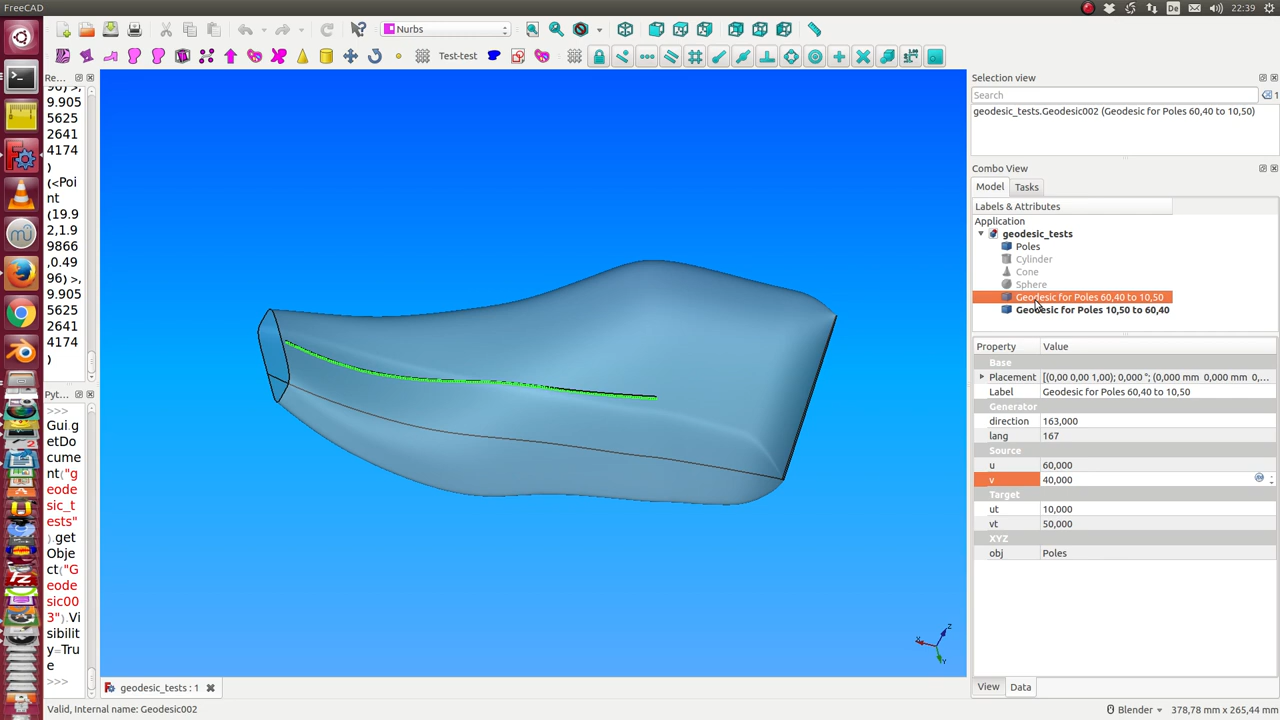 FreeCAD
De
22:39
Nurbs
Test-test
Re...
96) >,
9.905
5625
2641
4174
)
(<Poi
nt
(19.9
2,1.9
9866
,0.49
96) >,
9.905
5625
2641
4174
)
Pyt...
>>>
Gui g
etDo
cume
nt("g
eode
sic_t
ests"
).get
Obje
ct("G
eode
sic00
3").Vi
sibilit
y=Tru
e
>>>
X
Z
Y
geodesic_tests : 1
Selection view
Search
1
geodesic_tests.Geodesic002 (Geodesic for Poles 60,40 to 10,50)
Combo View
Model Tasks
Labels & Attributes
Application
geodesic_tests
Poles
Cylinder
Cone
Sphere
Geodesic for Poles 60,40 to 10,50
Geodesic for Poles 10,50 to 60,40
Property Value
Base
Placement [(0,00 0,00 1,00); 0,000 °; (0,000 mm 0,000 mm 0,...
Label Geodesic for Poles 60,40 to 10,50
Generator
direction 163,000
lang 167
Source
u 60,000
v 40,000
Target
ut 10,000
vt 50,000
XYZ
obj Poles
View Data
Valid, Internal name: Geodesic002
Blender 378,78 mm x 265,44 mm